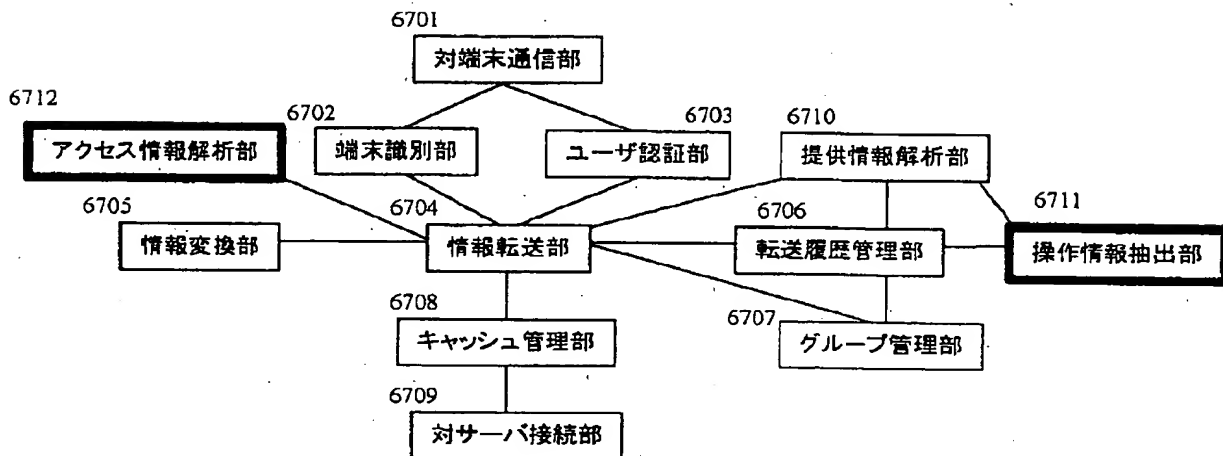 6701
対端末通信部
6712
アクセス情報解析部
6702
端末識別部
6703
ユーザ認証部
6710
提供情報解析部
6705
情報変換部
6704
情報転送部
6706
転送履歴管理部
6711
操作情報抽出部
6708
キャッシュ管理部
6707
グループ管理部
6709
対サーバ接続部